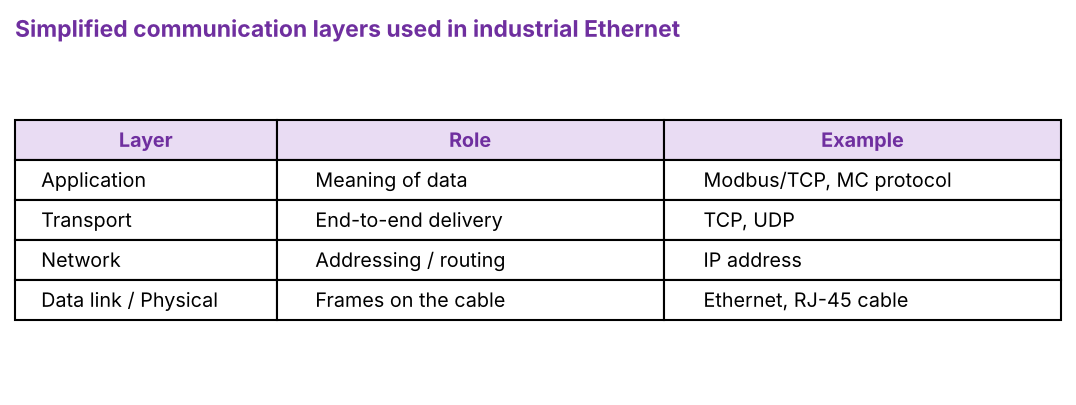 Simplified communication layers used in industrial Ethernet
Layer Role Example
Application Meaning of data Modbus/TCP, MC protocol
Transport End-to-end delivery TCP, UDP
Network Addressing / routing IP address
Data link / Physical Frames on the cable Ethernet, RJ-45 cable